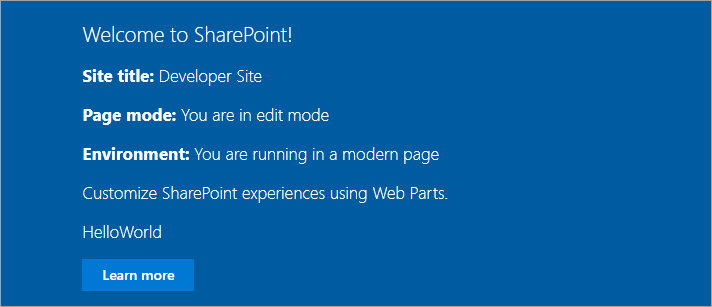 Welcome to SharePoint!
Site title: Developer Site
Page mode: You are in edit mode
Environment: You are running in a modern page
Customize SharePoint experiences using Web Parts.
HelloWorld
Learn more